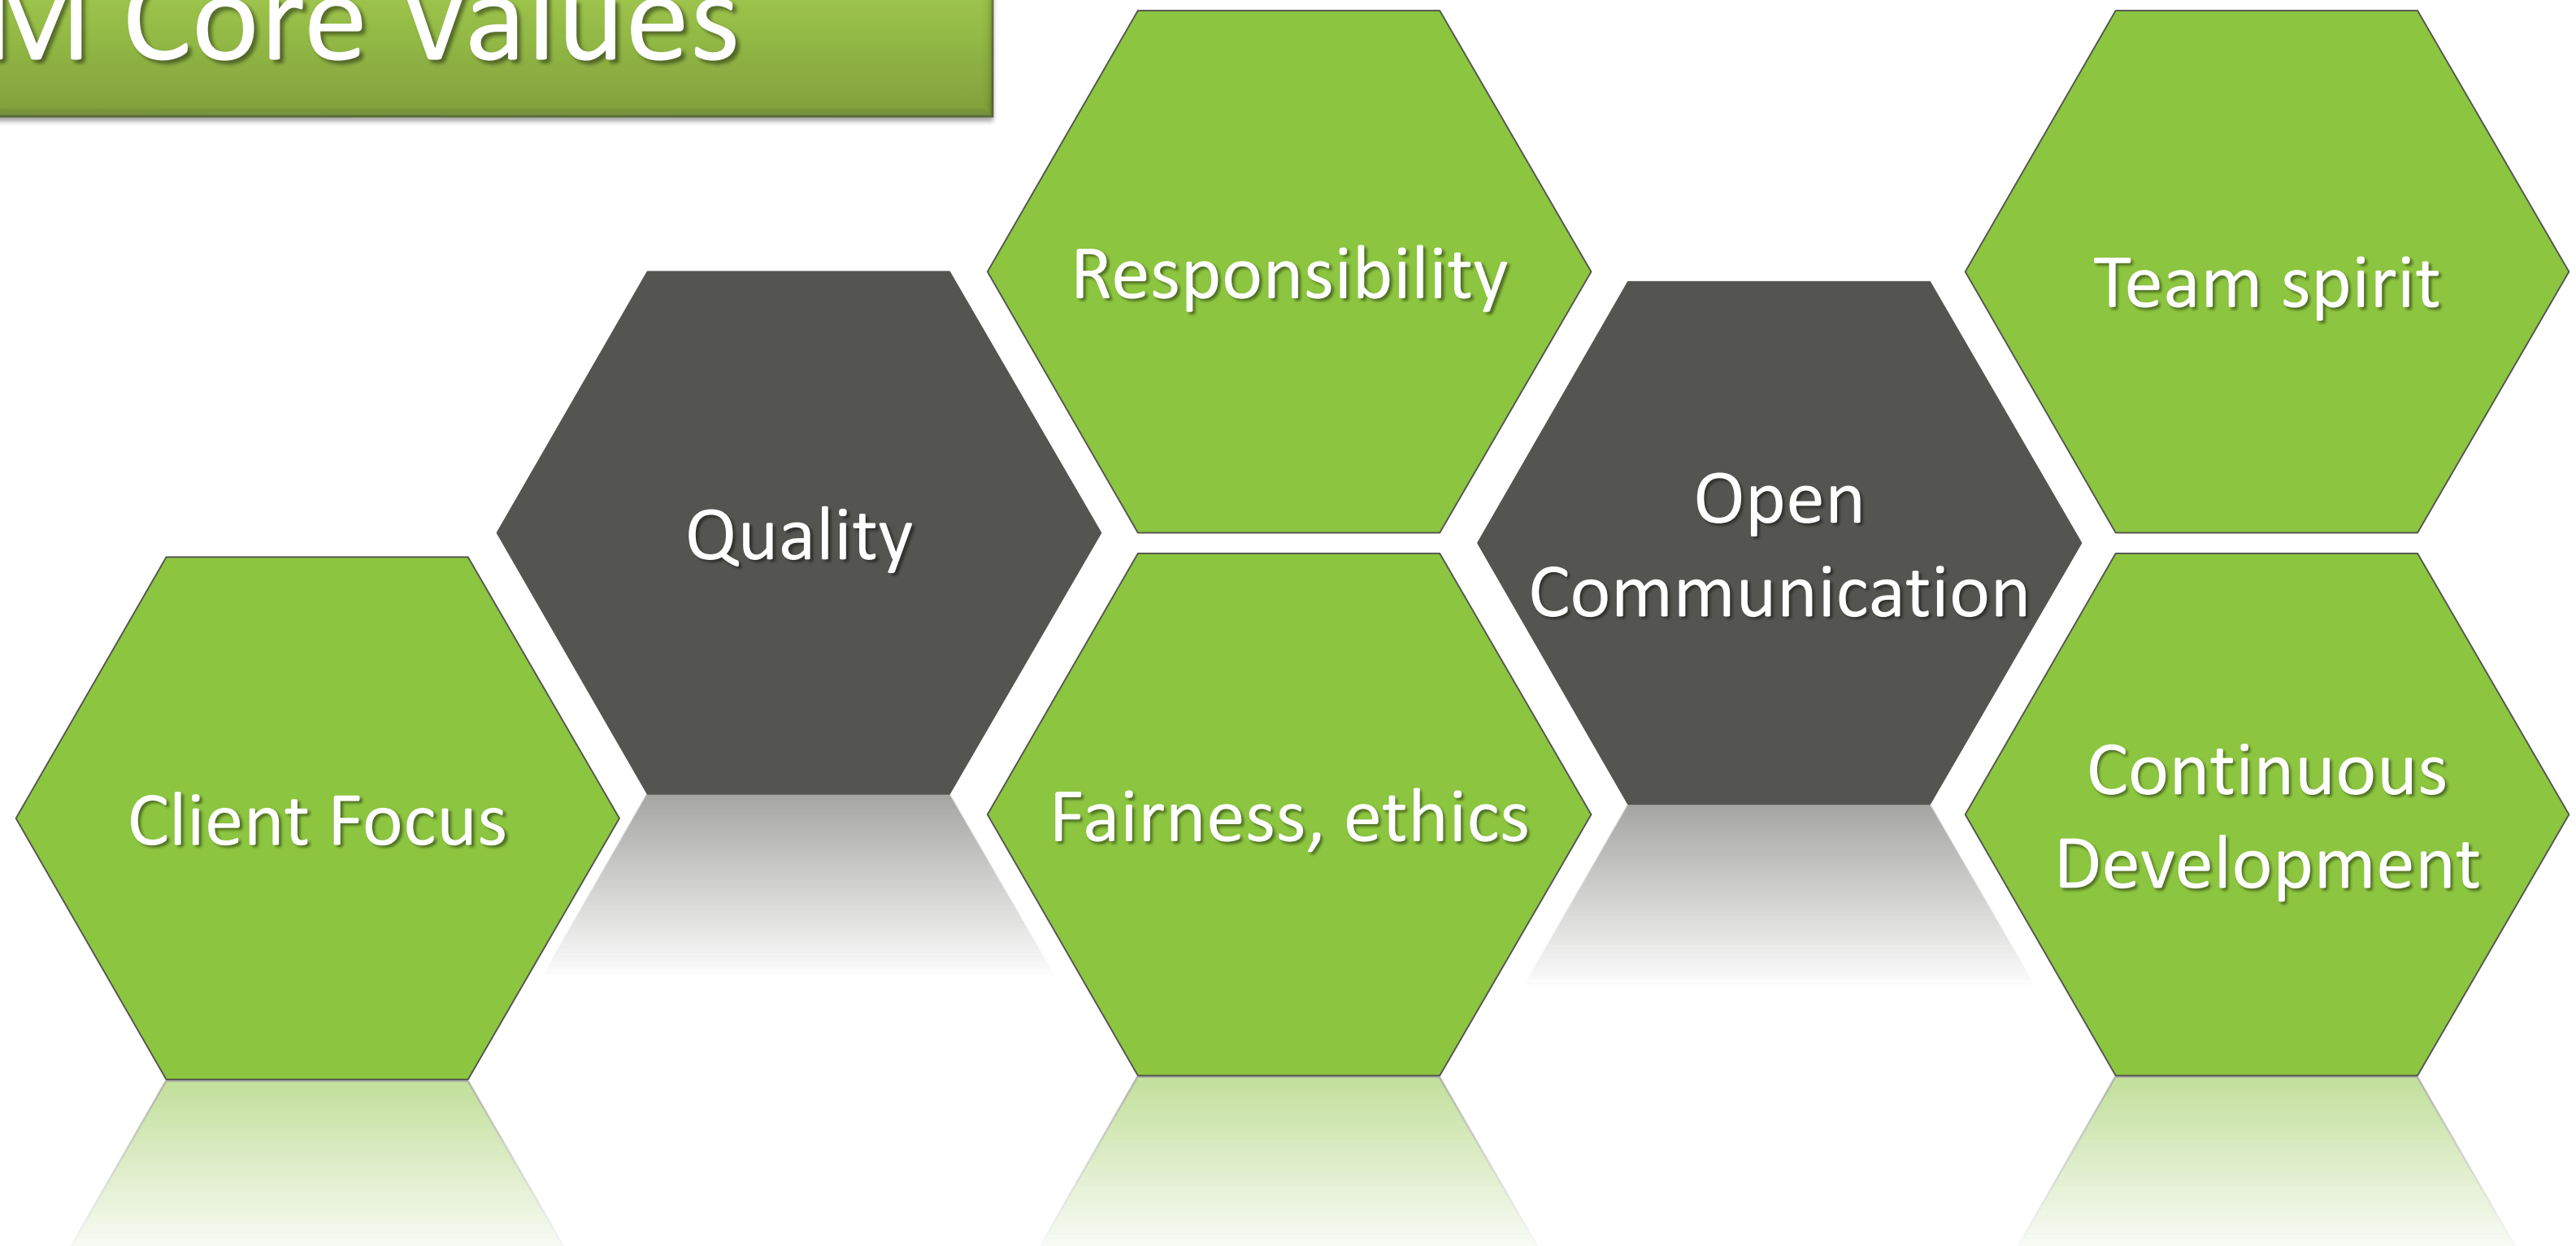 M Core Values
Responsibility
Team spirit
Quality
Open
Communication
Client Focus
Fairness, ethics
Continuous
Development